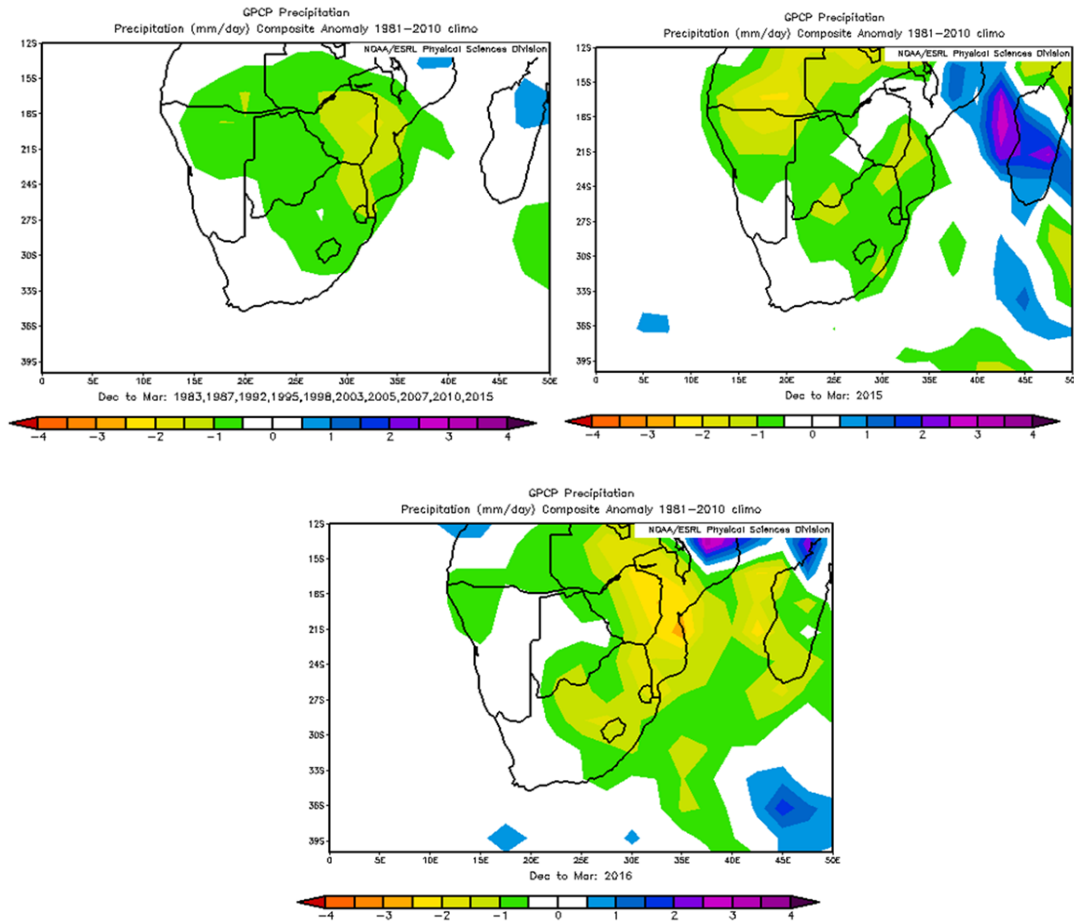 GPCP Precipitation
Precipitation (mm/day) Composite Anomaly 1981-2010 climo
NOAA/ESRL Physical Sciences Division
12S
15S
18S
21S
24S
27S
30S
33S
36S
39S
0 5E 10E 15E 20E 25E 30E 35E 40E 45E 50E
Dec to Mar: 1983,1987,1992,1995,1998,2003,2005,2007,2010,2015
-4 -3 -2 -1 0 1 2 3 4
GPCP Precipitation
Precipitation (mm/day) Composite Anomaly 1981-2010 climo
NOAA/ESRL Physical Sciences Division
12S
15S
18S
21S
24S
27S
30S
33S
36S
39S
0 5E 10E 15E 20E 25E 30E 35E 40E 45E 50E
Dec to Mar: 2015
-4 -3 -2 -1 0 1 2 3 4
GPCP Precipitation
Precipitation (mm/day) Composite Anomaly 1981-2010 climo
NOAA/ESRL Physical Sciences Division
12S
15S
18S
21S
24S
27S
30S
33S
36S
39S
0 5E 10E 15E 20E 25E 30E 35E 40E 45E 50E
Dec to Mar: 2016
-4 -3 -2 -1 0 1 2 3 4